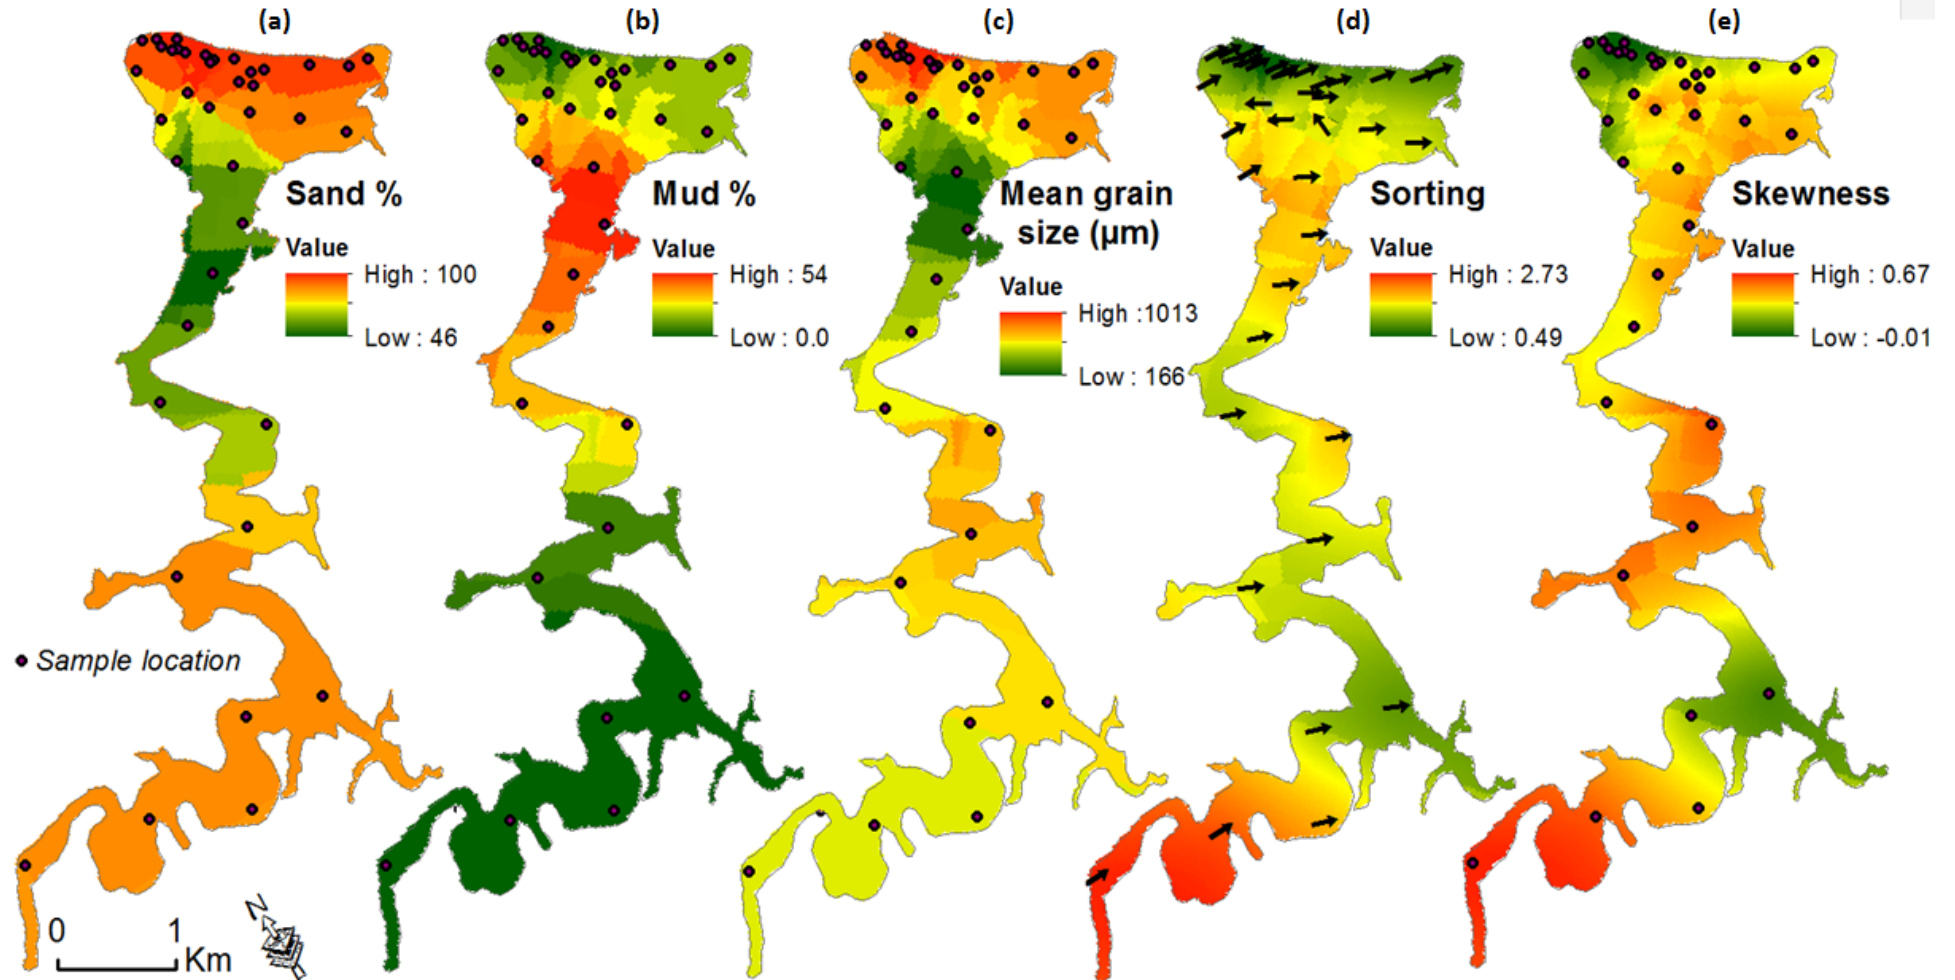 (a)
(b)
(c)
(d)
(e)
Sand %
Value
High : 100
Low : 46
Mud %
Value
High : 54
Low : 0.0
Mean grain
size (µm)
Value
High :1013
Low : 166
Sorting
Value
High : 2.73
Low : 0.49
Skewness
Value
High : 0.67
Low : -0.01
Sample location
N
0 1
Km